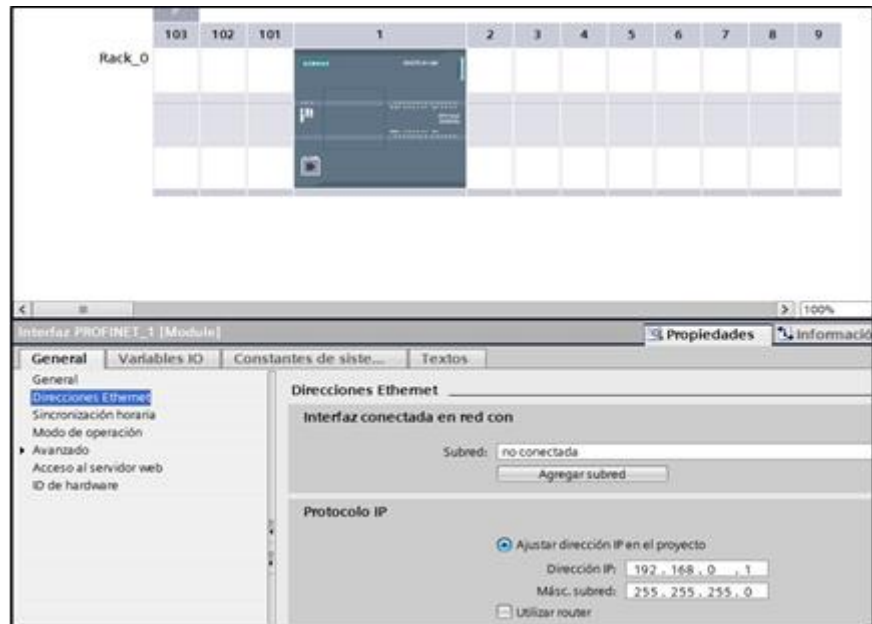 103 102 101 1 2 3 4 5 6 7 8 9
Rack_0
SIEMENS
100%
Interfaz PROFINET_1 [Module]
Propiedades
Informació
General
Variables IO
Constantes de siste...
Textos
General
Direcciones Ethernet
Sincronización horaria
Modo de operación
Avanzado
Acceso al servidor web
ID de hardware
Direcciones Ethernet
Interfaz conectada en red con
Subred: no conectada
Agregar subred
Protocolo IP
Ajustar dirección IP en el proyecto
Dirección IP: 192 . 168 . 0 . 1
Másc. subred: 255 . 255 . 255 . 0
Utilizar router